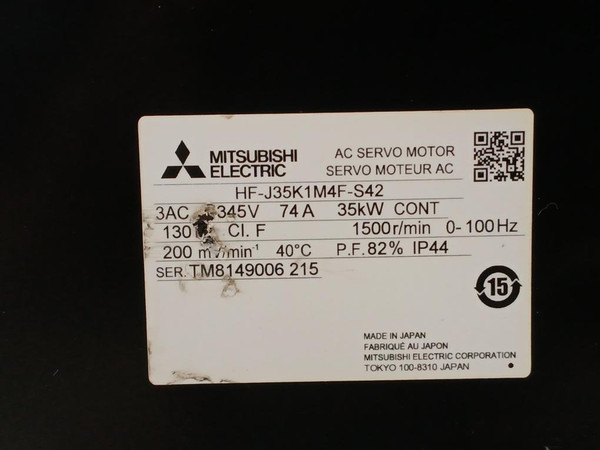 MITSUBISHI
ELECTRIC
AC SERVO MOTOR
SERVO MOTEUR AC
HF-J35K1M4F-S42
3AC 345V 74A 35kW CONT
CI. F 1500r/min 0-100Hz
200 40°C P.F. 82% IP44
SER. TM8149006 215
15
MADE IN JAPAN
FABRIQUÉ AU JAPON
MITSUBISHI ELECTRIC CORPORATION
TOKYO 100-8310 JAPAN